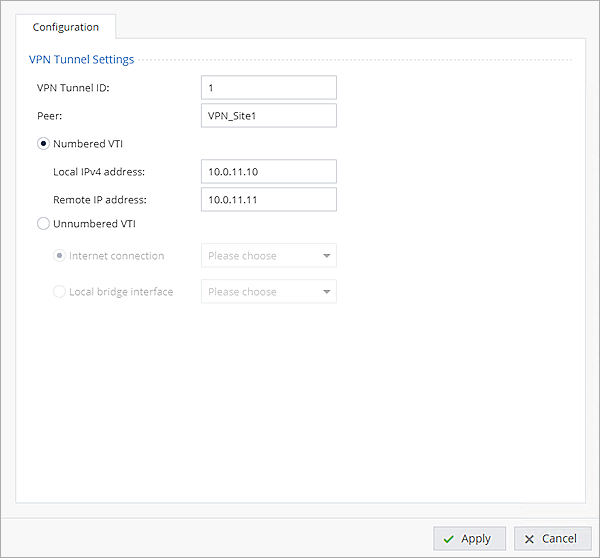 Configuration
VPN Tunnel Settings
VPN Tunnel ID: 1
Peer: VPN_Site1
Numbered VTI
Local IPv4 address: 10.0.11.10
Remote IP address: 10.0.11.11
Unnumbered VTI
Internet connection Please choose
Local bridge interface Please choose
Apply Cancel